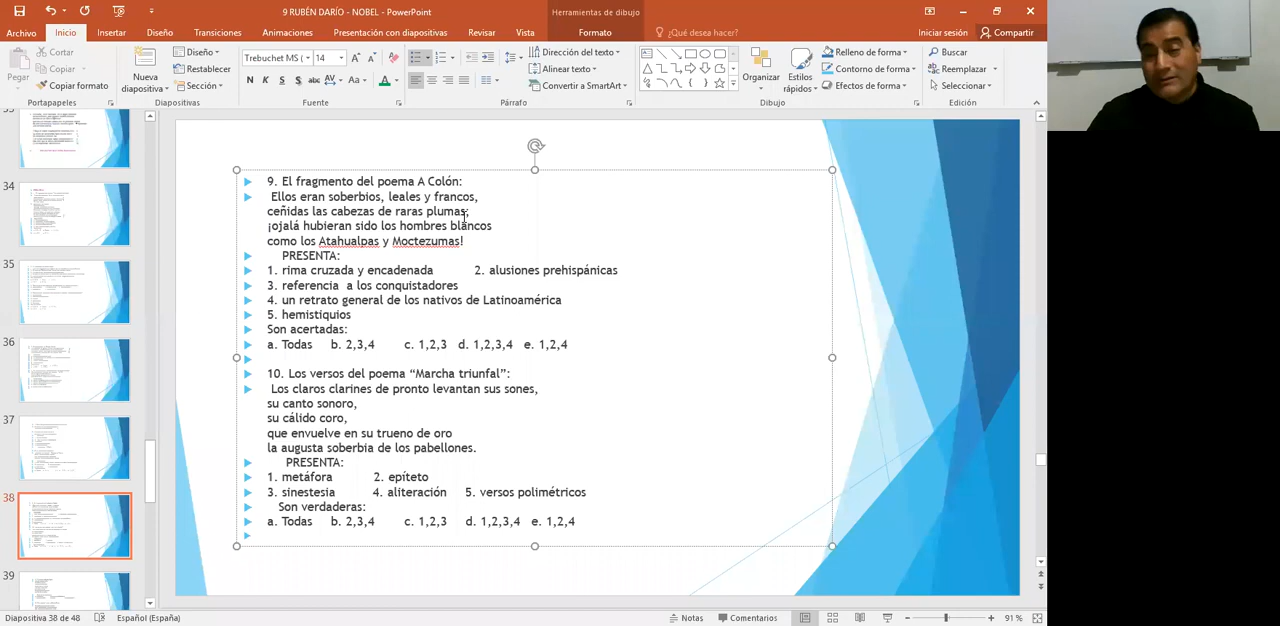 9 RUBÉN DARÍO - NOBEL - PowerPoint
Herramientas de dibujo
Archivo Inicio Insertar Diseño Transiciones Animaciones Presentación con diapositivas Revisar Vista Formato ¿Qué desea hacer? Iniciar sesión Compartir
Pegar
Cortar
Copiar
Copiar formato
Portapapeles
Nueva
diapositiva
Diseño
Restablecer
Sección
Diapositivas
Trebuchet MS ( 14
N K S S abc AV Aa A
Fuente
Dirección del texto
Alinear texto
Convertir a SmartArt
Párrafo
Organizar
Estilos
rápidos
Relleno de forma
Contorno de forma
Efectos de forma
Dibujo
Buscar
Reemplazar
Seleccionar
Edición
34
35
36
37
38
39
9. El fragmento del poema A Colón:
Ellos eran soberbios, leales y francos,
ceñidas las cabezas de raras plumas;
¡ojalá hubieran sido los hombres blancos
como los Atahualpas y Moctezumas!
PRESENTA:
1. rima cruzada y encadenada 2. alusiones prehispánicas
3. referencia a los conquistadores
4. un retrato general de los nativos de Latinoamérica
5. hemistiquios
Son acertadas:
a. Todas b. 2,3,4 c. 1,2,3 d. 1,2,3,4 e. 1,2,4
10. Los versos del poema “Marcha triunfal”:
Los claros clarines de pronto levantan sus sones,
su canto sonoro,
su cálido coro,
que envuelve en su trueno de oro
la augusta soberbia de los pabellones.
PRESENTA:
1. metáfora 2. epíteto
3. sinestesia 4. aliteración 5. versos polimétricos
Son verdaderas:
a. Todas b. 2,3,4 c. 1,2,3 d. 1,2,3,4 e. 1,2,4
Diapositiva 38 de 48 Español (España) Notas Comentarios 91 %